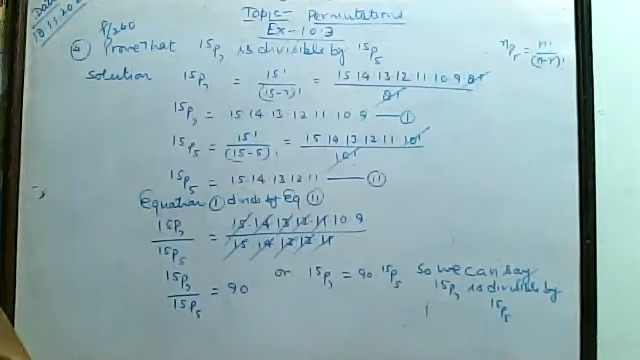 Date
18.11.20
Topic- Permutations
Ex-10.3
P/260
Prove that ¹⁵P₇ is divisible by ¹⁵P₅
ⁿPᵣ = n! / (n-r)!
Solution ¹⁵P₇ = 15! / (15-7)! = 15 14 13 12 11 10 9 8! / 8!
¹⁵P₇ = 15 14 13 12 11 10 9 —— (I)
¹⁵P₅ = 15! / (15-5)! = 15 14 13 12 11 10! / 10!
¹⁵P₅ = 15 14 13 12 11 —— (II)
Equation (I) divide by Eq (II)
¹⁵P₇ / ¹⁵P₅ = 15 14 13 12 11 10 9 / 15 14 13 12 11
¹⁵P₇ / ¹⁵P₅ = 90 or ¹⁵P₇ = 90 ¹⁵P₅ So we can say
¹⁵P₇ is divisible by
¹⁵P₅